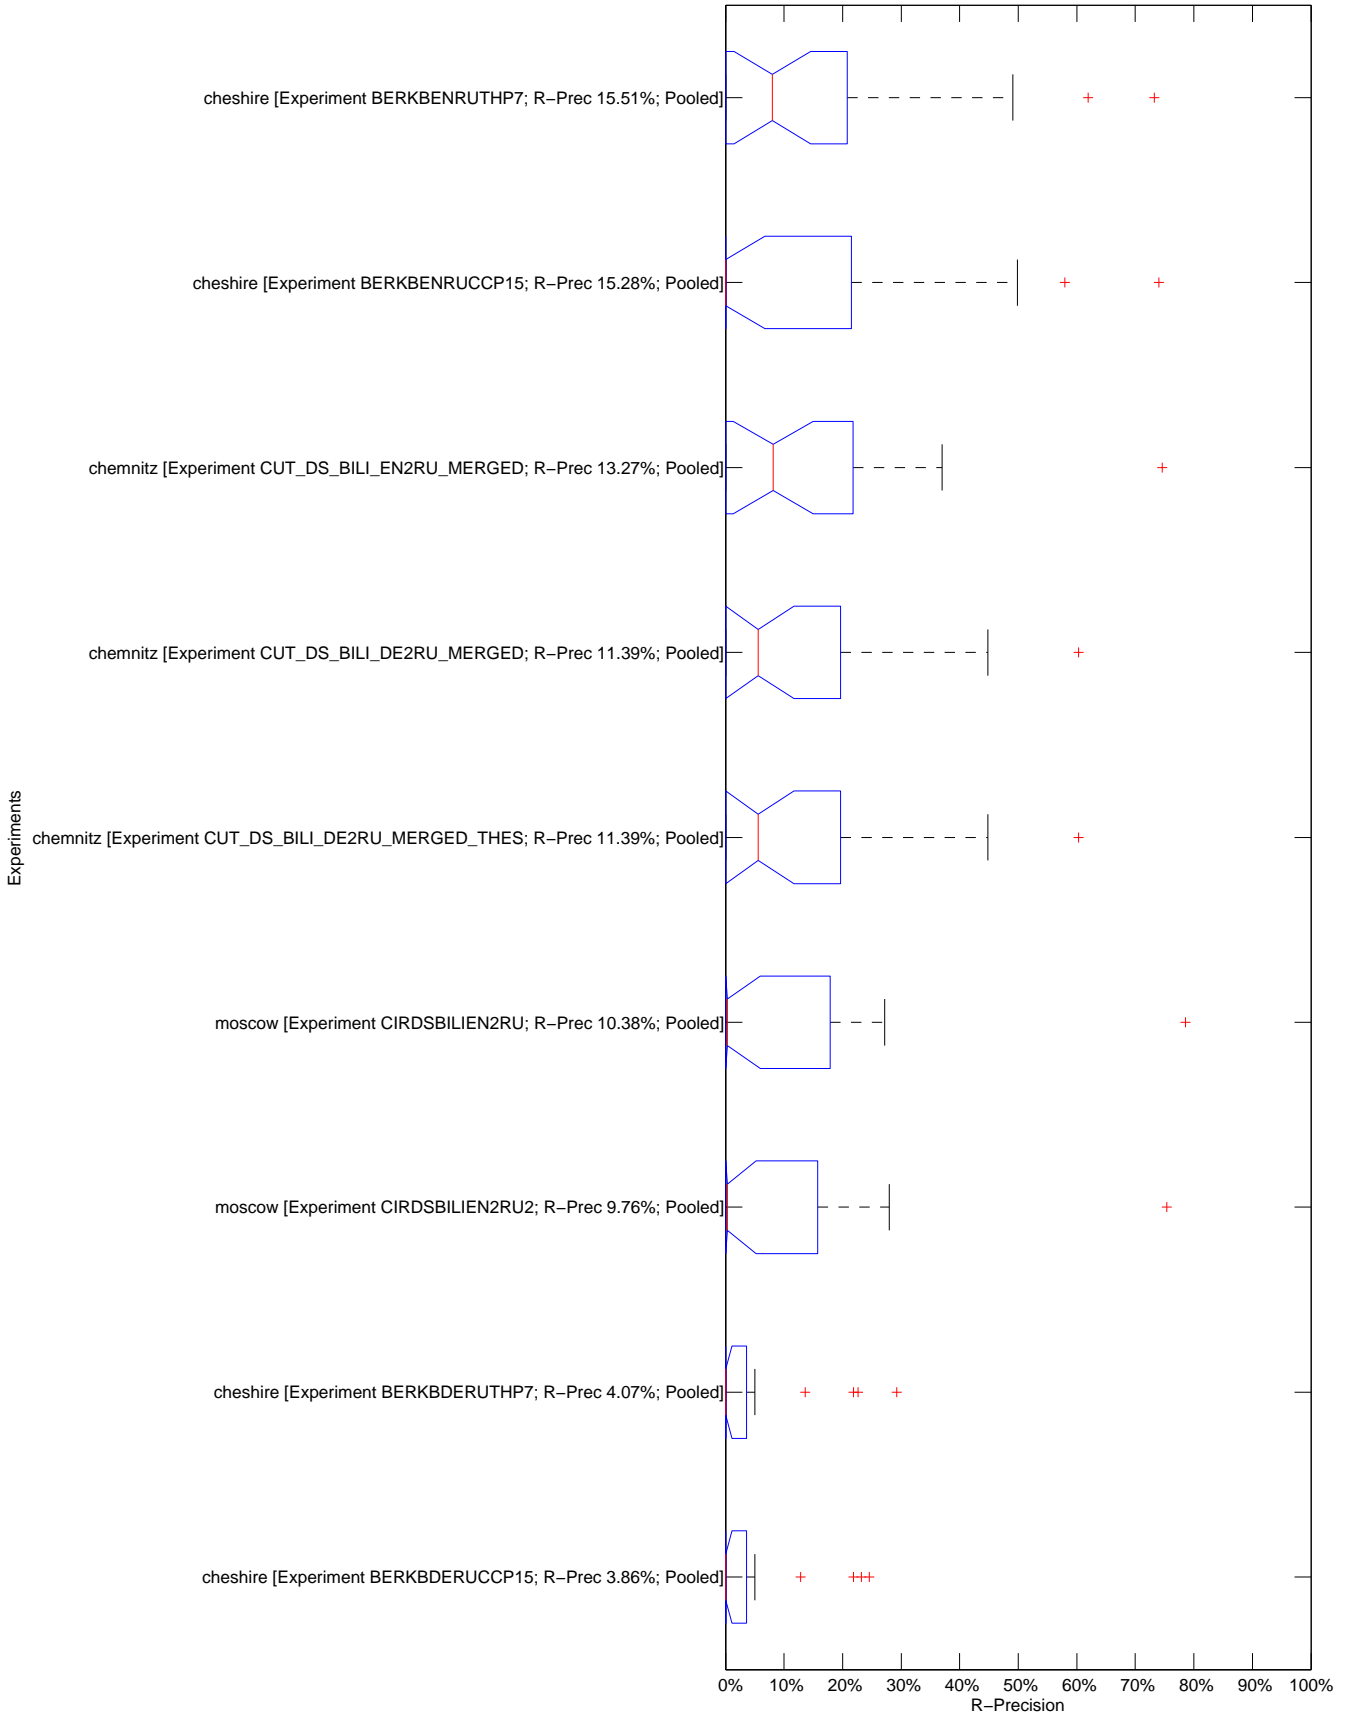 cheshire [Experiment BERKBENRUTHP7; R−Prec 15.51%; Pooled]
cheshire [Experiment BERKBENRUCCP15; R−Prec 15.28%; Pooled]
chemnitz [Experiment CUT_DS_BILI_EN2RU_MERGED; R−Prec 13.27%; Pooled]
chemnitz [Experiment CUT_DS_BILI_DE2RU_MERGED; R−Prec 11.39%; Pooled]
chemnitz [Experiment CUT_DS_BILI_DE2RU_MERGED_THES; R−Prec 11.39%; Pooled]
moscow [Experiment CIRDSBILIEN2RU; R−Prec 10.38%; Pooled]
moscow [Experiment CIRDSBILIEN2RU2; R−Prec 9.76%; Pooled]
cheshire [Experiment BERKBDERUTHP7; R−Prec 4.07%; Pooled]
cheshire [Experiment BERKBDERUCCP15; R−Prec 3.86%; Pooled]
Experiments
0% 10% 20% 30% 40% 50% 60% 70% 80% 90% 100%
R−Precision